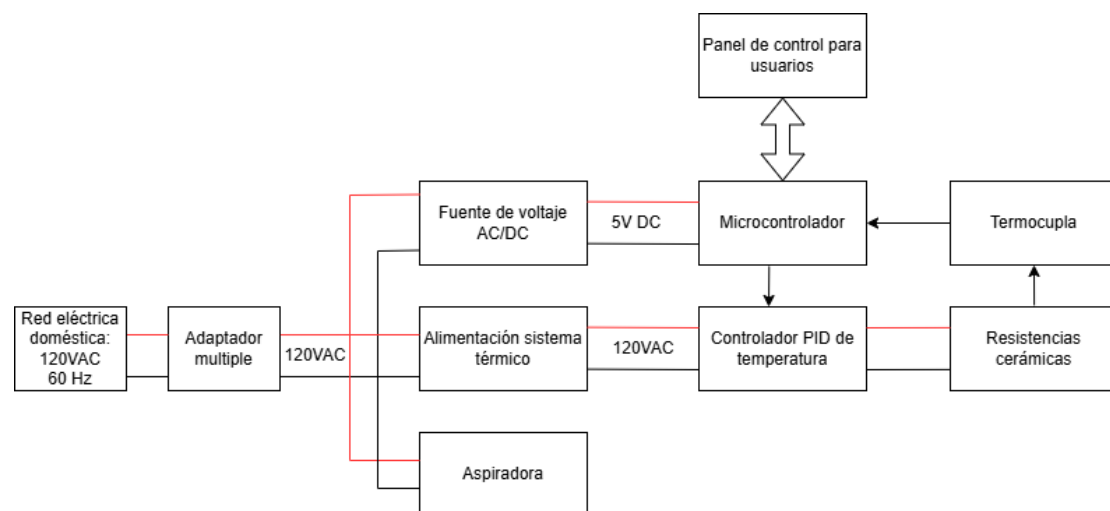 Panel de control para
usuarios
Fuente de voltaje
AC/DC
5V DC
Microcontrolador
Termocupla
Red eléctrica
doméstica:
120VAC
60 Hz
Adaptador
multiple
120VAC
Alimentación sistema
térmico
120VAC
Controlador PID de
temperatura
Resistencias
cerámicas
Aspiradora